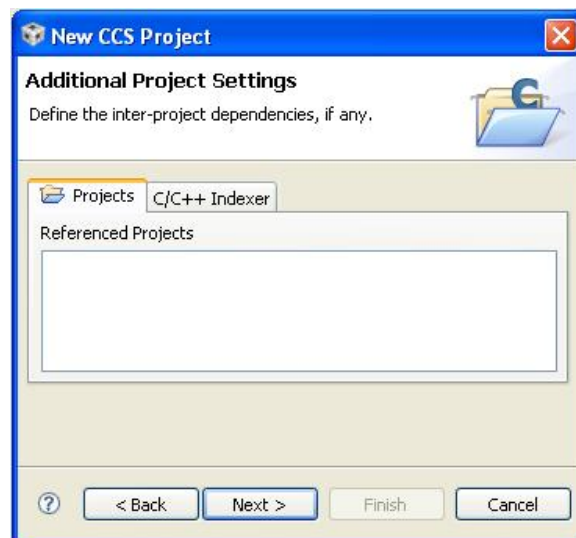 New CCS Project
Additional Project Settings
Define the inter-project dependencies, if any.
Projects
C/C++ Indexer
Referenced Projects
< Back
Next >
Finish
Cancel